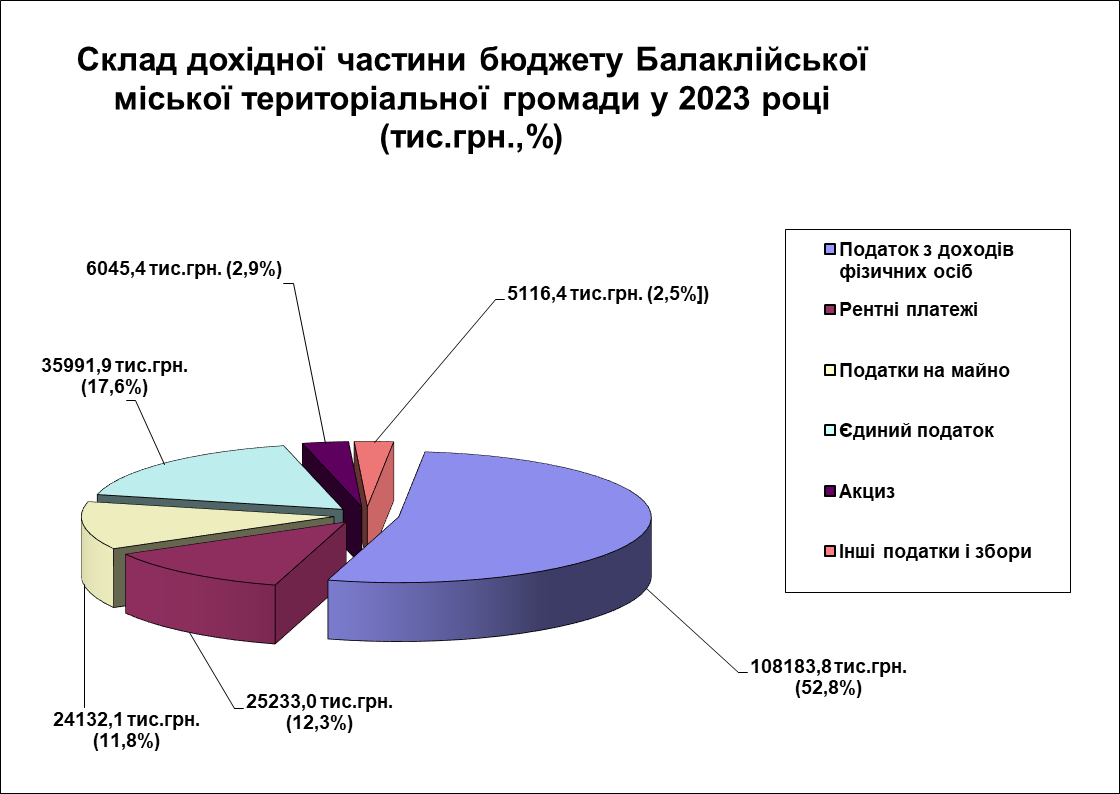 Склад дохідної частини бюджету Балаклійської
міської територіальної громади у 2023 році
(тис.грн.,%)
6045,4 тис.грн. (2,9%)
5116,4 тис.грн. (2,5%])
35991,9 тис.грн.
(17,6%)
108183,8 тис.грн.
(52,8%)
25233,0 тис.грн.
(12,3%)
24132,1 тис.грн.
(11,8%)
Податок з доходів
фізичних осіб
Рентні платежі
Податки на майно
Єдиний податок
Акциз
Інші податки і збори